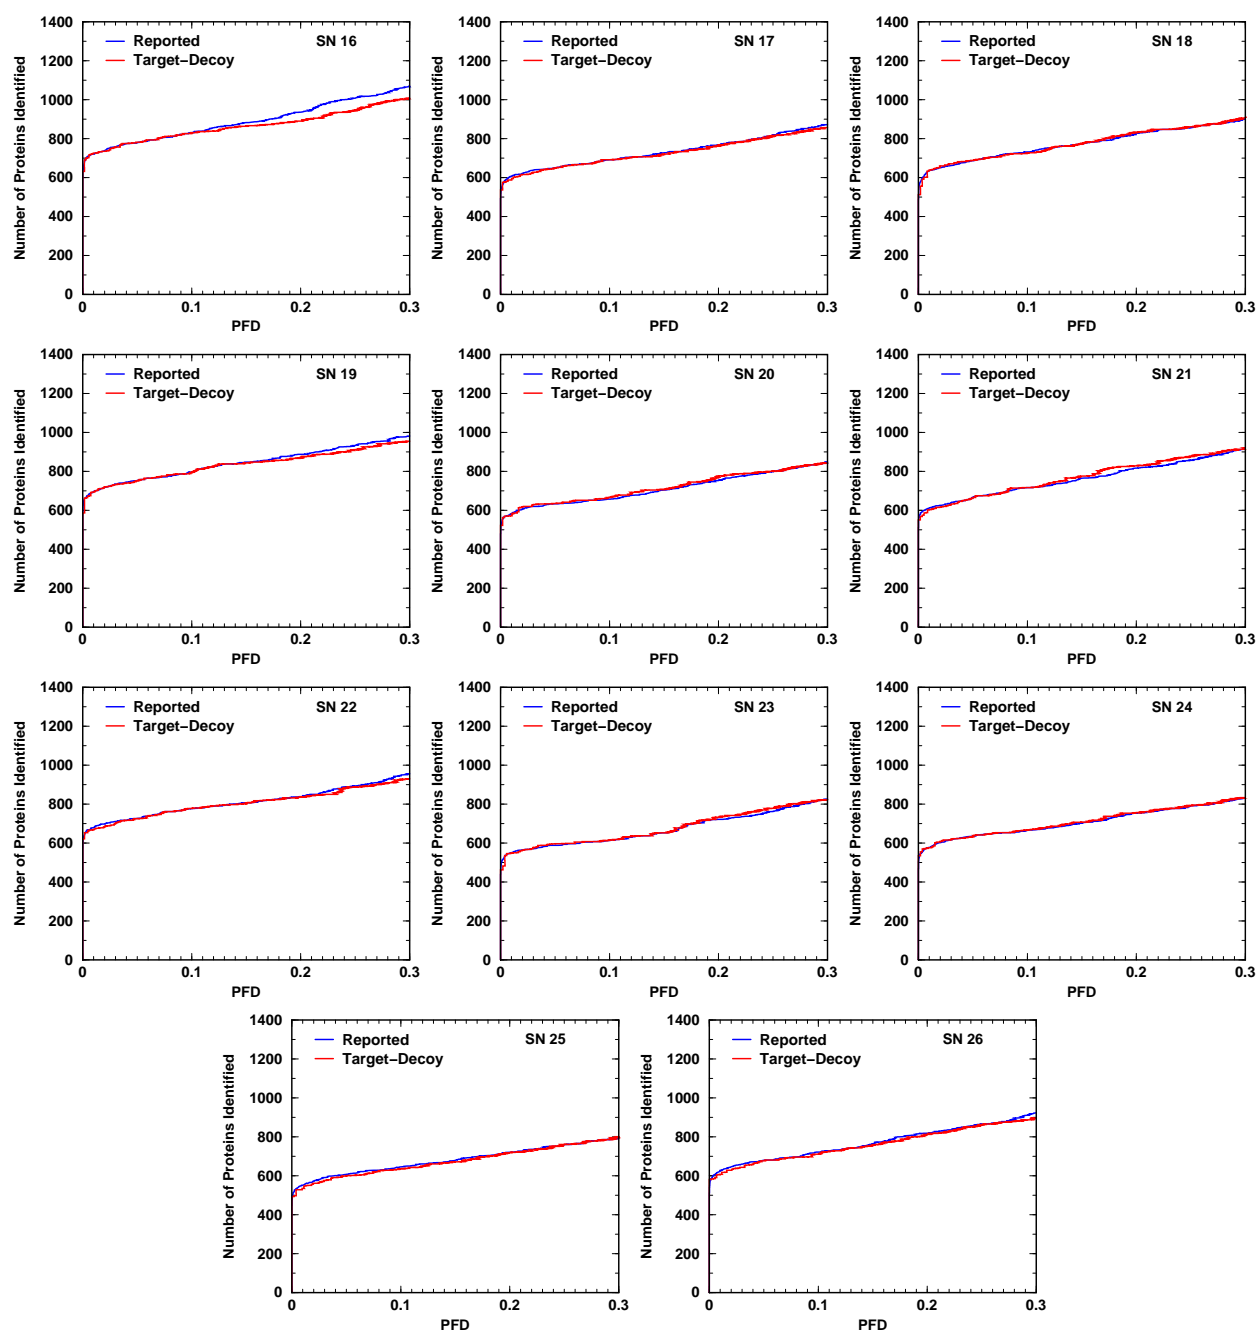 Number of Proteins Identified
1400
1200
1000
800
600
400
200
0
Reported
Target-Decoy
SN 16
0 0.1 0.2 0.3
PFD
Number of Proteins Identified
1400
1200
1000
800
600
400
200
0
Reported
Target-Decoy
SN 17
0 0.1 0.2 0.3
PFD
Number of Proteins Identified
1400
1200
1000
800
600
400
200
0
Reported
Target-Decoy
SN 18
0 0.1 0.2 0.3
PFD
Number of Proteins Identified
1400
1200
1000
800
600
400
200
0
Reported
Target-Decoy
SN 19
0 0.1 0.2 0.3
PFD
Number of Proteins Identified
1400
1200
1000
800
600
400
200
0
Reported
Target-Decoy
SN 20
0 0.1 0.2 0.3
PFD
Number of Proteins Identified
1400
1200
1000
800
600
400
200
0
Reported
Target-Decoy
SN 21
0 0.1 0.2 0.3
PFD
Number of Proteins Identified
1400
1200
1000
800
600
400
200
0
Reported
Target-Decoy
SN 22
0 0.1 0.2 0.3
PFD
Number of Proteins Identified
1400
1200
1000
800
600
400
200
0
Reported
Target-Decoy
SN 23
0 0.1 0.2 0.3
PFD
Number of Proteins Identified
1400
1200
1000
800
600
400
200
0
Reported
Target-Decoy
SN 24
0 0.1 0.2 0.3
PFD
Number of Proteins Identified
1400
1200
1000
800
600
400
200
0
Reported
Target-Decoy
SN 25
0 0.1 0.2 0.3
PFD
Number of Proteins Identified
1400
1200
1000
800
600
400
200
0
Reported
Target-Decoy
SN 26
0 0.1 0.2 0.3
PFD